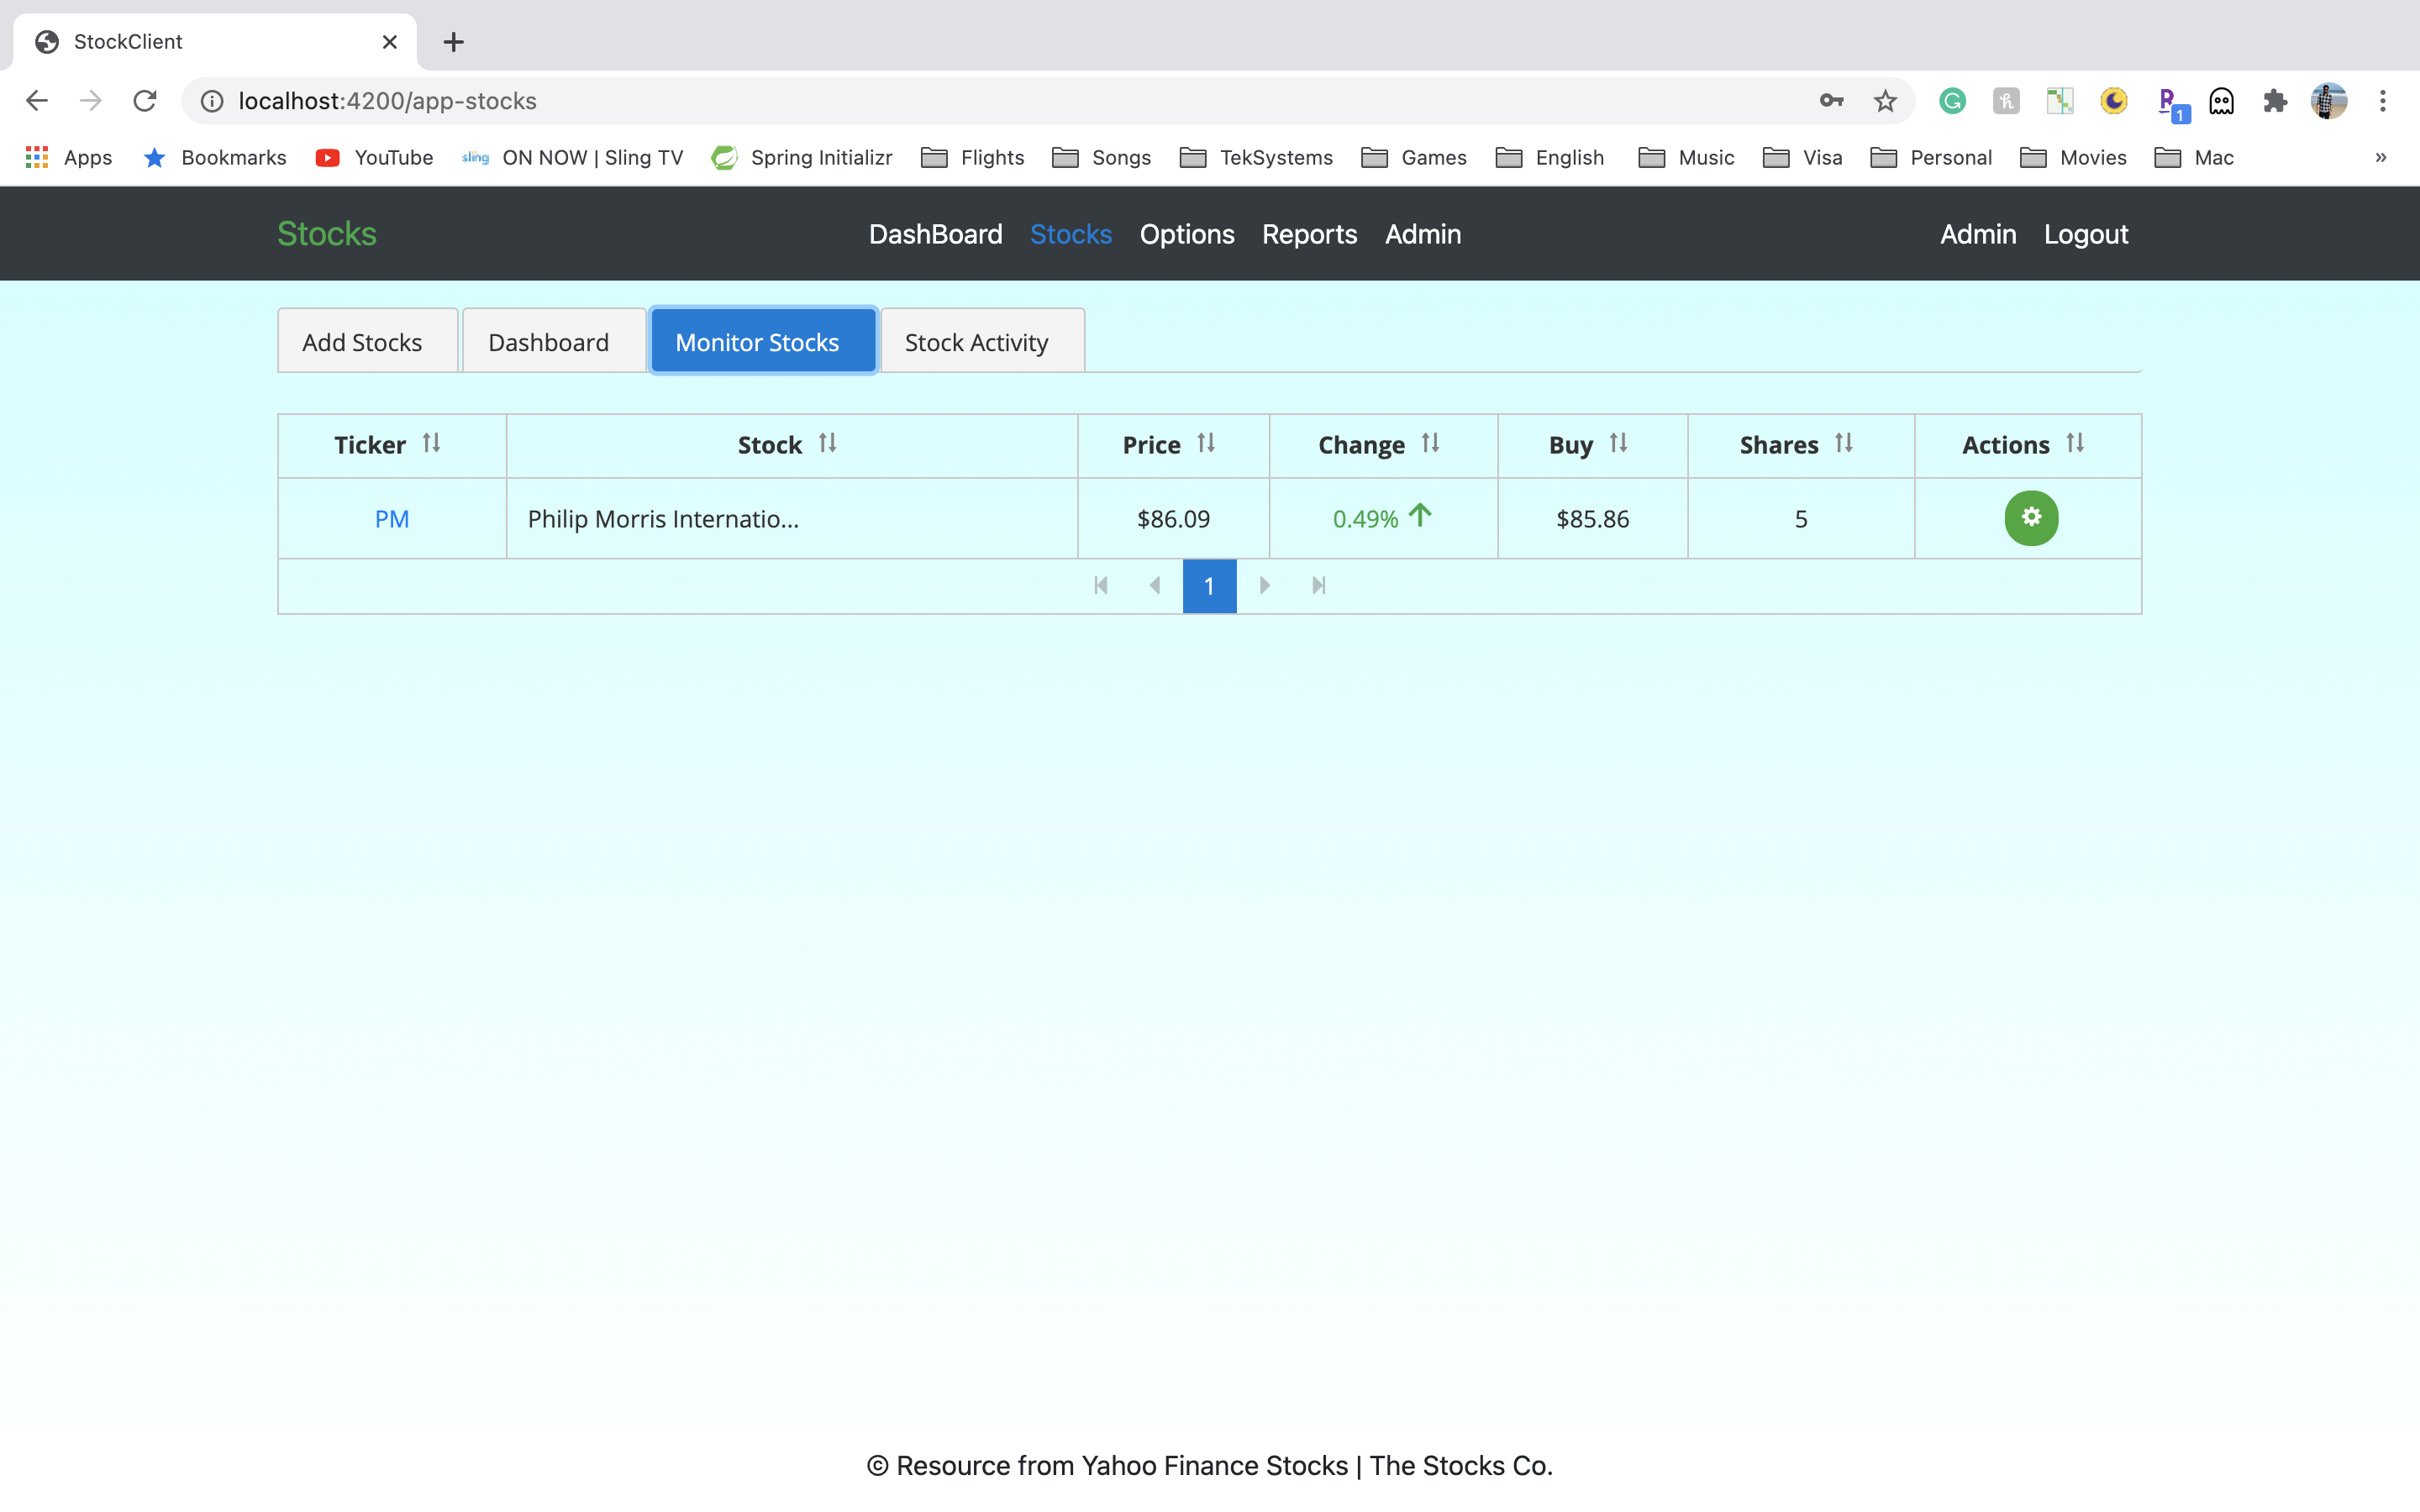 StockClient
localhost:4200/app-stocks
1
Apps Bookmarks YouTube sling ON NOW | Sling TV Spring Initializr Flights Songs TekSystems Games English Music Visa Personal Movies Mac »
Stocks DashBoard Stocks Options Reports Admin Admin Logout
Add Stocks Dashboard Monitor Stocks Stock Activity
Ticker Stock Price Change Buy Shares Actions
PM Philip Morris Internatio... $86.09 0.49% $85.86 5
1
© Resource from Yahoo Finance Stocks | The Stocks Co.